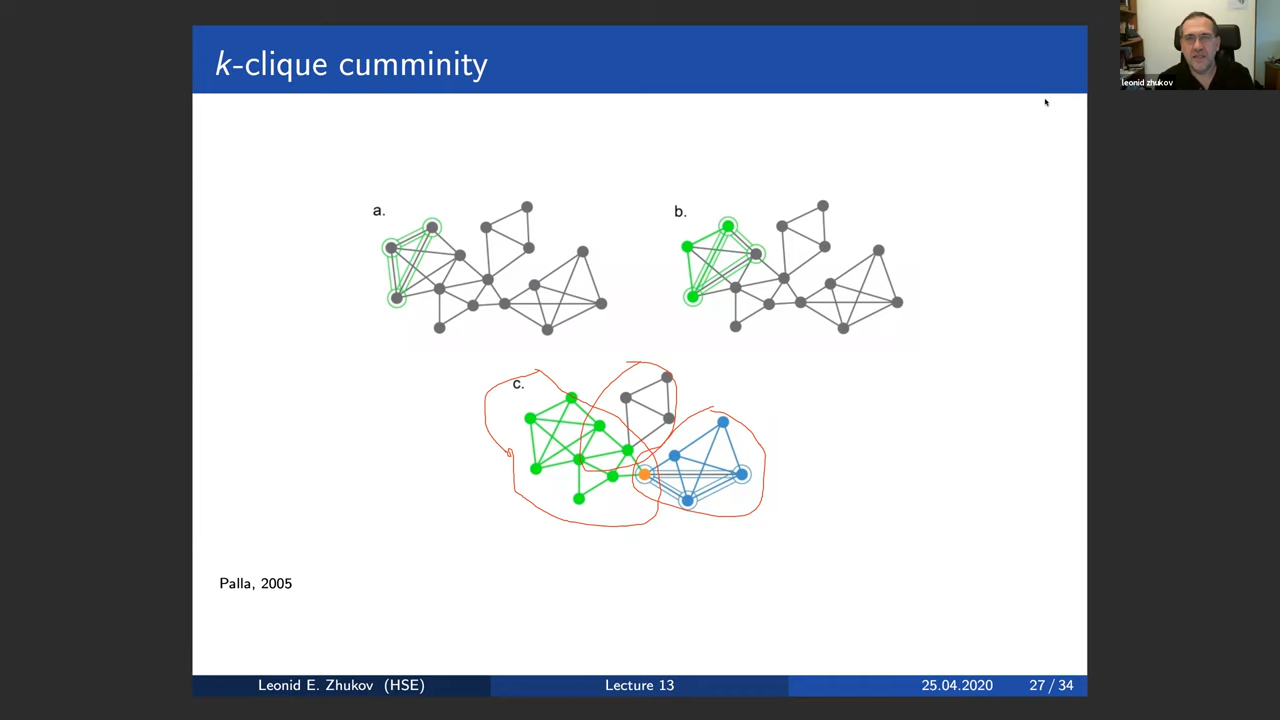 k-clique cumminity
leonid zhukov
a.
b.
c.
Palla, 2005
Leonid E. Zhukov (HSE)
Lecture 13
25.04.2020
27 / 34